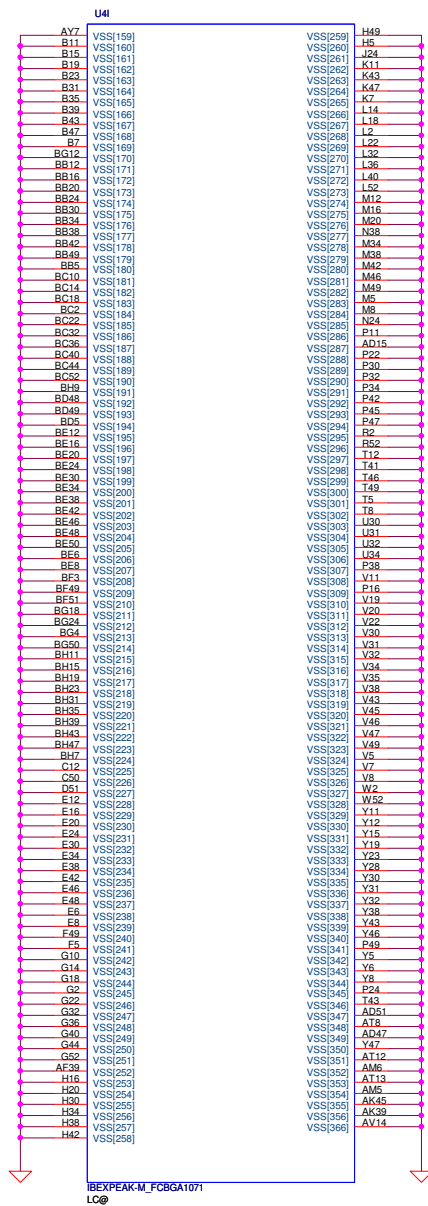 U4I
AY7 VSS[159] VSS[259] H49
B11 VSS[160] VSS[260] H5
B15 VSS[161] VSS[261] J24
B19 VSS[162] VSS[262] K11
B23 VSS[163] VSS[263] K43
B31 VSS[164] VSS[264] K47
B35 VSS[165] VSS[265] K7
B39 VSS[166] VSS[266] L14
B43 VSS[167] VSS[267] L18
B47 VSS[168] VSS[268] L2
B7 VSS[169] VSS[269] L22
BG12 VSS[170] VSS[270] L32
BB12 VSS[171] VSS[271] L36
BB16 VSS[172] VSS[272] L40
BB20 VSS[173] VSS[273] L52
BB24 VSS[174] VSS[274] M12
BB30 VSS[175] VSS[275] M16
BB34 VSS[176] VSS[276] M20
BB38 VSS[177] VSS[277] N38
BB42 VSS[178] VSS[278] M34
BB49 VSS[179] VSS[279] M38
BB5 VSS[180] VSS[280] M42
BC10 VSS[181] VSS[281] M46
BC14 VSS[182] VSS[282] M49
BC18 VSS[183] VSS[283] M5
BC2 VSS[184] VSS[284] M8
BC22 VSS[185] VSS[285] N24
BC32 VSS[186] VSS[286] P11
BC36 VSS[187] VSS[287] AD15
BC40 VSS[188] VSS[288] P22
BC44 VSS[189] VSS[289] P30
BC52 VSS[190] VSS[290] P32
BH9 VSS[191] VSS[291] P34
BD48 VSS[192] VSS[292] P42
BD49 VSS[193] VSS[293] P45
BD5 VSS[194] VSS[294] P47
BE12 VSS[195] VSS[295] R2
BE16 VSS[196] VSS[296] R52
BE20 VSS[197] VSS[297] T12
BE24 VSS[198] VSS[298] T41
BE30 VSS[199] VSS[299] T46
BE34 VSS[200] VSS[300] T49
BE38 VSS[201] VSS[301] T5
BE42 VSS[202] VSS[302] T8
BE46 VSS[203] VSS[303] U30
BE48 VSS[204] VSS[304] U31
BE50 VSS[205] VSS[305] U32
BE6 VSS[206] VSS[306] U34
BE8 VSS[207] VSS[307] P38
BF3 VSS[208] VSS[308] V11
BF49 VSS[209] VSS[309] P16
BF51 VSS[210] VSS[310] V19
BG18 VSS[211] VSS[311] V20
BG24 VSS[212] VSS[312] V22
BG4 VSS[213] VSS[313] V30
BG50 VSS[214] VSS[314] V31
BH11 VSS[215] VSS[315] V32
BH15 VSS[216] VSS[316] V34
BH19 VSS[217] VSS[317] V35
BH23 VSS[218] VSS[318] V38
BH31 VSS[219] VSS[319] V43
BH35 VSS[220] VSS[320] V45
BH39 VSS[221] VSS[321] V46
BH43 VSS[222] VSS[322] V47
BH47 VSS[223] VSS[323] V49
BH7 VSS[224] VSS[324] V5
C12 VSS[225] VSS[325] V7
C50 VSS[226] VSS[326] V8
D51 VSS[227] VSS[327] W2
E12 VSS[228] VSS[328] W52
E16 VSS[229] VSS[329] Y11
E20 VSS[230] VSS[330] Y12
E24 VSS[231] VSS[331] Y15
E30 VSS[232] VSS[332] Y19
E34 VSS[233] VSS[333] Y23
E38 VSS[234] VSS[334] Y28
E42 VSS[235] VSS[335] Y30
E46 VSS[236] VSS[336] Y31
E48 VSS[237] VSS[337] Y32
E6 VSS[238] VSS[338] Y38
E8 VSS[239] VSS[339] Y43
F49 VSS[240] VSS[340] Y46
F5 VSS[241] VSS[341] P49
G10 VSS[242] VSS[342] Y5
G14 VSS[243] VSS[343] Y6
G18 VSS[244] VSS[344] Y8
G2 VSS[245] VSS[345] P24
G22 VSS[246] VSS[346] T43
G32 VSS[247] VSS[347] AD51
G36 VSS[248] VSS[348] AT8
G40 VSS[249] VSS[349] AD47
G44 VSS[250] VSS[350] Y47
G52 VSS[251] VSS[351] AT12
AF39 VSS[252] VSS[352] AM6
H16 VSS[253] VSS[353] AT13
H20 VSS[254] VSS[354] AM5
H30 VSS[255] VSS[355] AK45
H34 VSS[256] VSS[356] AK39
H38 VSS[257] VSS[366] AV14
H42 VSS[258]
IBEXPEAK-M_FCBGA1071
LC@